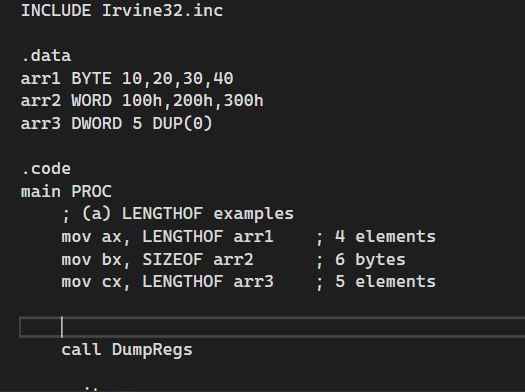 INCLUDE Irvine32.inc
.data
arr1 BYTE 10,20,30,40
arr2 WORD 100h,200h,300h
arr3 DWORD 5 DUP(0)
.code
main PROC
; (a) LENGTHOF examples
mov ax, LENGTHOF arr1 ; 4 elements
mov bx, SIZEOF arr2 ; 6 bytes
mov cx, LENGTHOF arr3 ; 5 elements
call DumpRegs